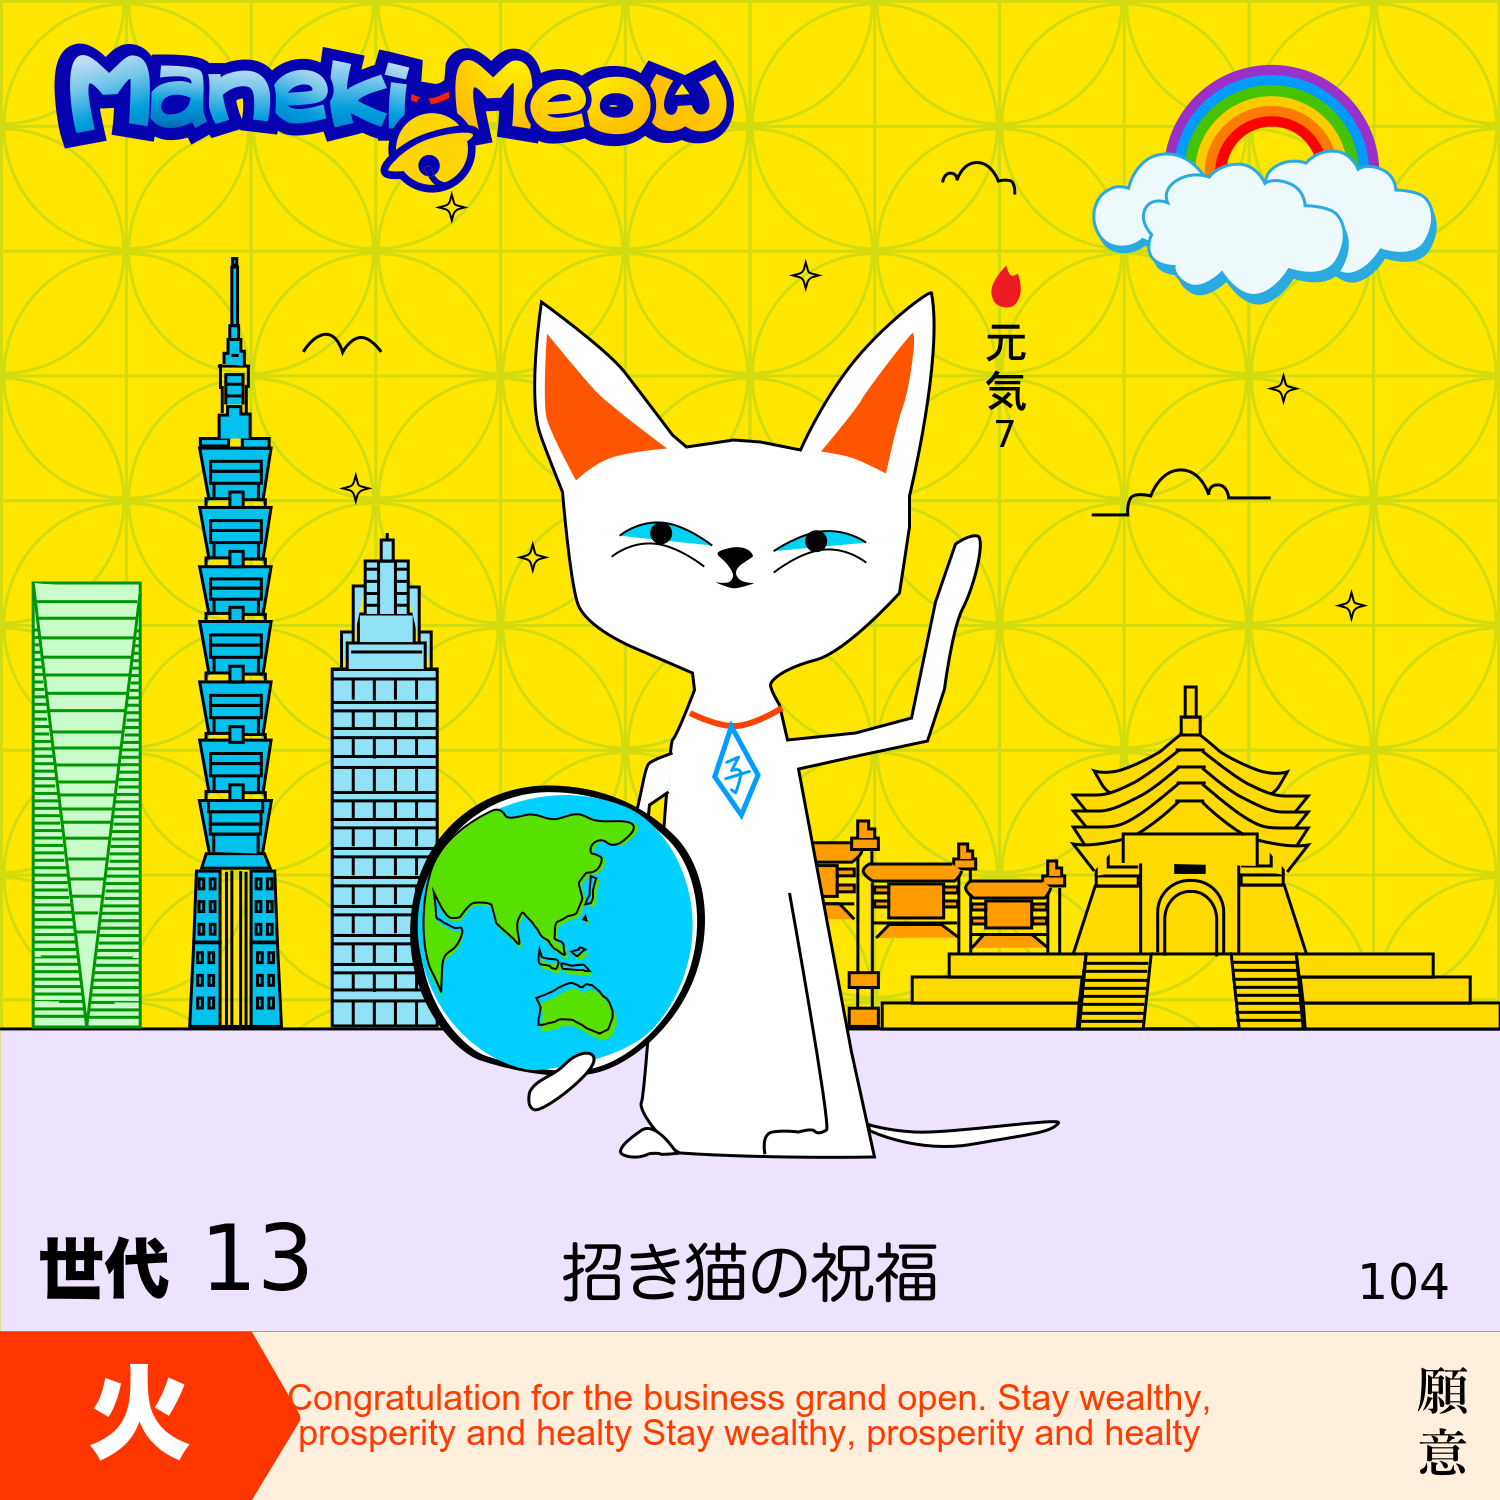 Maneki-Meow
元
気
7
子
世代 13
招き猫の祝福
104
火
Congratulation for the business grand open. Stay wealthy,
prosperity and healty Stay wealthy, prosperity and healty
願
意